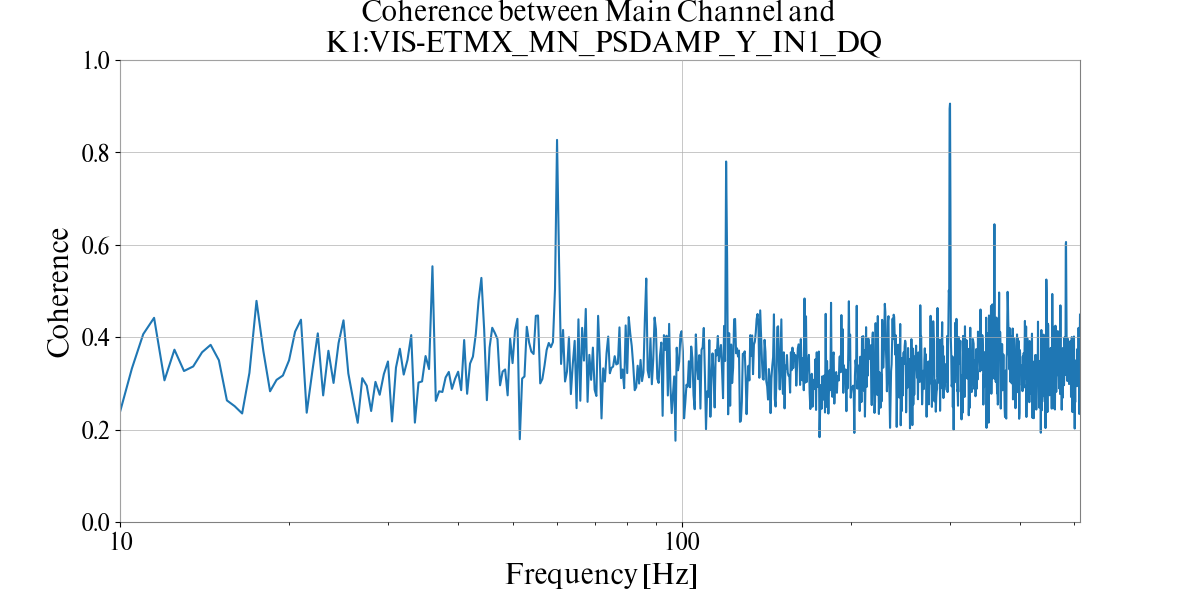 Coherence between Main Channel and
K1:VIS-ETMX_MN_PSDAMP_Y_IN1_DQ
1.0
0.8
0.6
0.4
0.2
0.0
Coherence
10
100
Frequency [Hz]